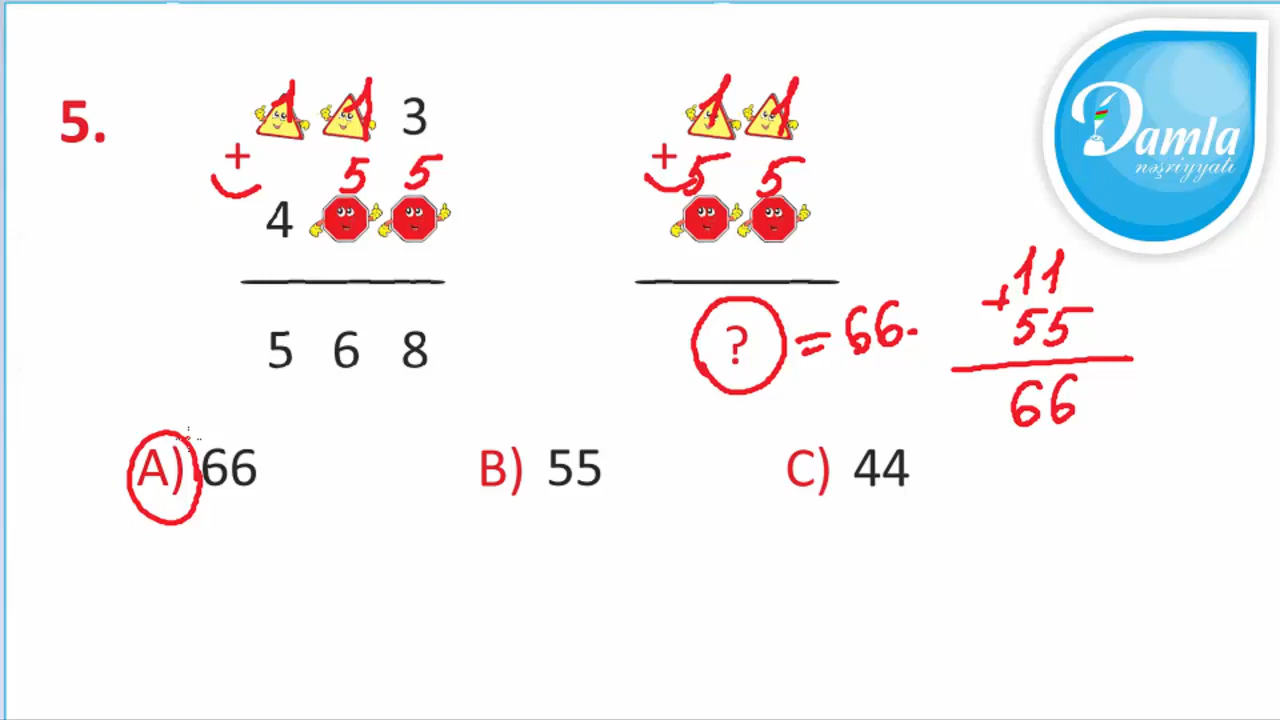 5.
1 1 3
+
5 5
4
5 6 8
1 1
+
5 5
? = 66.
11
+
55
66
A) 66
B) 55
C) 44
Damla
nəşriyyatı